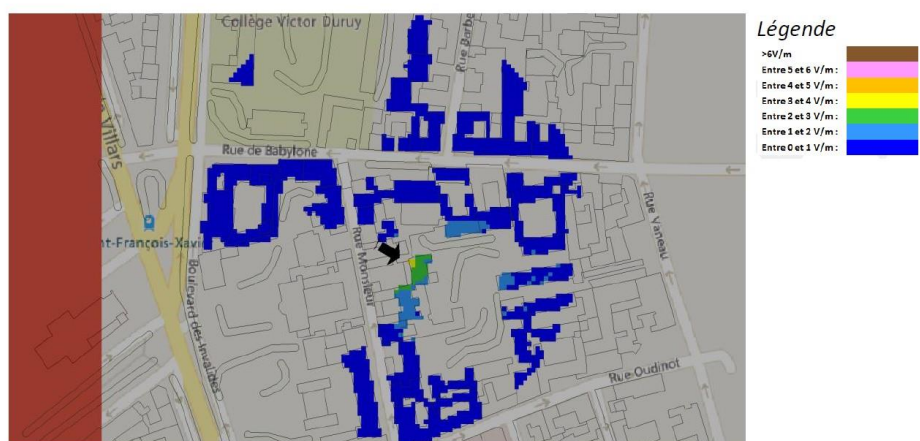 Collège Victor Duruy
Rue Barbe
Légende
>6V/m
Entre 5 et 6 V/m :
Entre 4 et 5 V/m :
Entre 3 et 4 V/m :
Entre 2 et 3 V/m :
Entre 1 et 2 V/m :
Entre 0 et 1 V/m :
Villars
Rue de Babylone
nt-François-Xavi
Rue Monsieur
Rue Vaneau
Boulevard des Invalides
Rue Oudinot